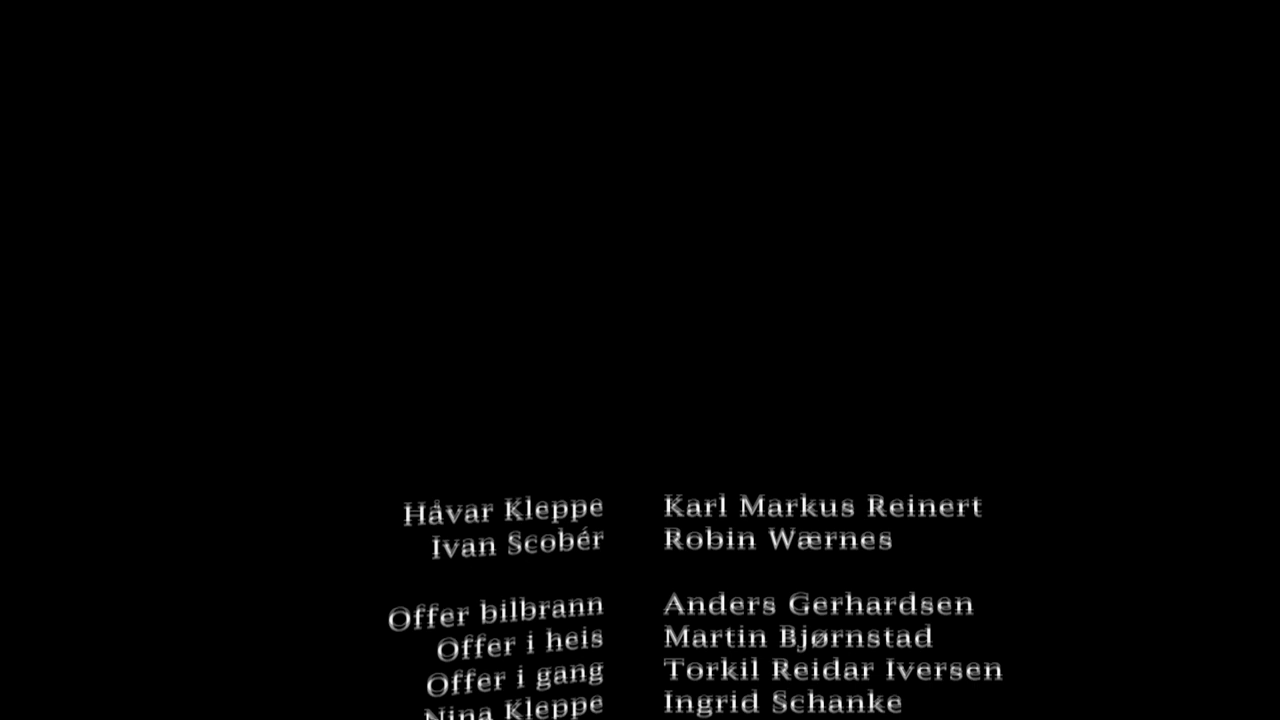 Håvar Kleppe Karl Markus Reinert
Ivan Scobér Robin Wærnes
Offer bilbrann Anders Gerhardsen
Offer i heis Martin Bjørnstad
Offer i gang Torkil Reidar Iversen
Nina Kleppe Ingrid Schanke